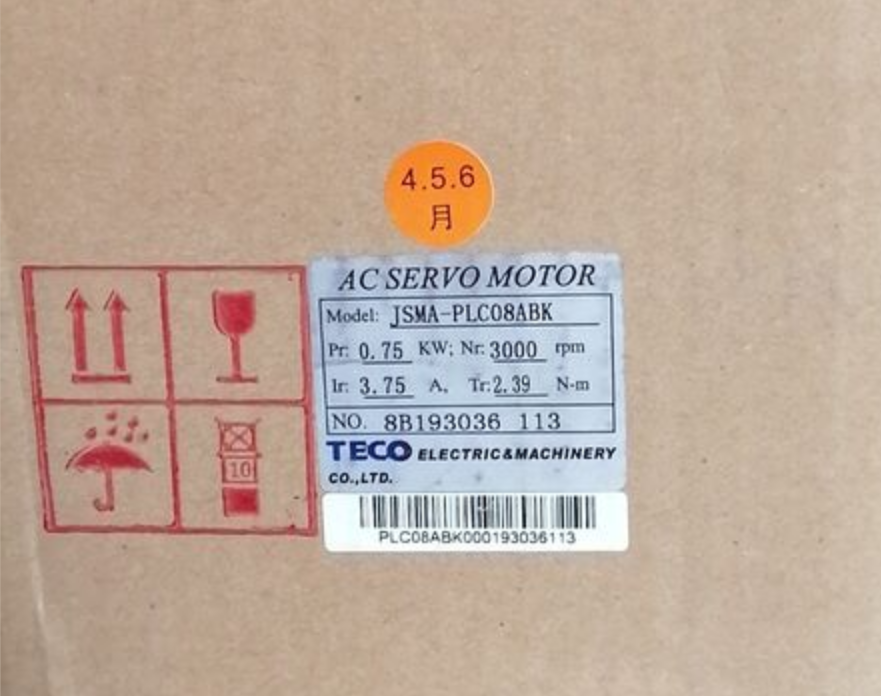 4.5.6
月
AC SERVO MOTOR
Model: JSMA-PLC08ABK
Pr: 0.75 KW; Nr: 3000 rpm
Ir: 3.75 A, Tr: 2.39 N-m
NO. 8B193036 113
TECO ELECTRIC&MACHINERY
CO.,LTD.
10
PLC08ABK000193036113